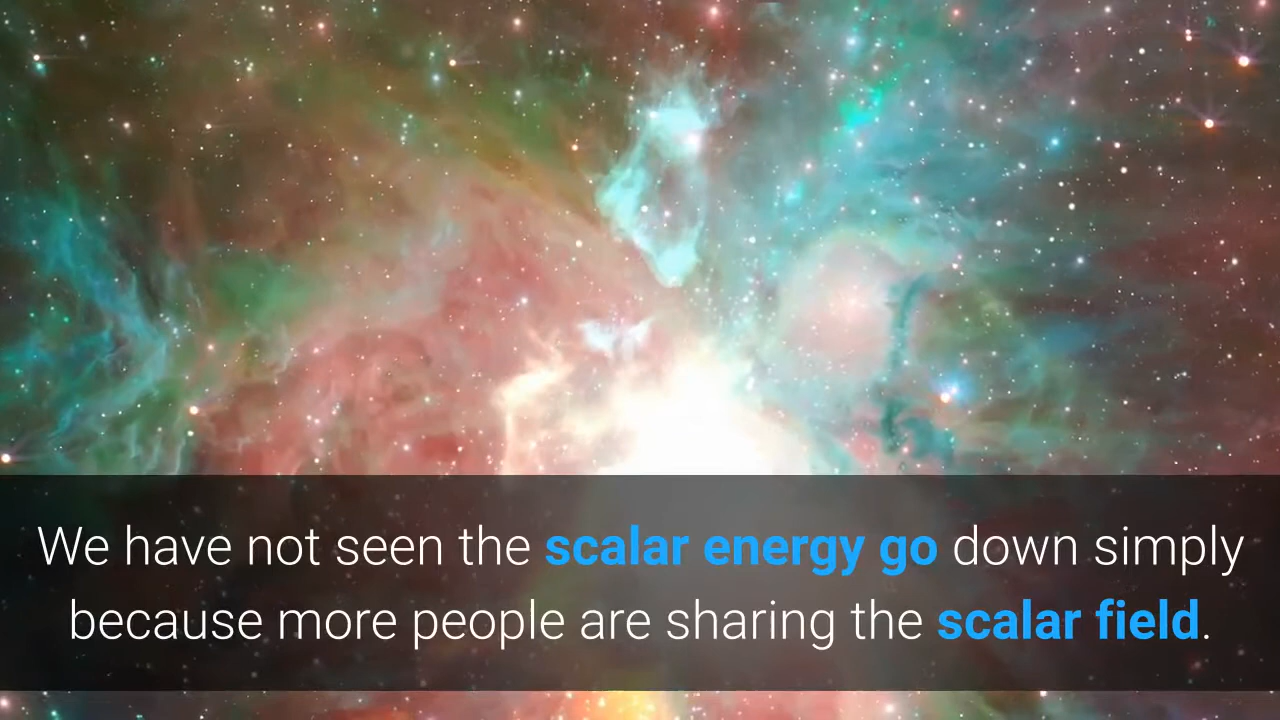 We have not seen the scalar energy go down simply
because more people are sharing the scalar field.